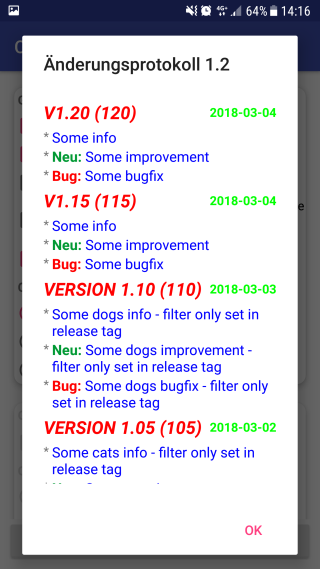 4G+ 64% 14:16
Änderungsprotokoll 1.2
V1.20 (120) 2018-03-04
* Some info
* Neu: Some improvement
* Bug: Some bugfix
V1.15 (115) 2018-03-04
* Some info
* Neu: Some improvement
* Bug: Some bugfix
VERSION 1.10 (110) 2018-03-03
* Some dogs info - filter only set in
release tag
* Neu: Some dogs improvement -
filter only set in release tag
* Bug: Some dogs bugfix - filter only
set in release tag
VERSION 1.05 (105) 2018-03-02
* Some cats info - filter only set in
release tag
OK